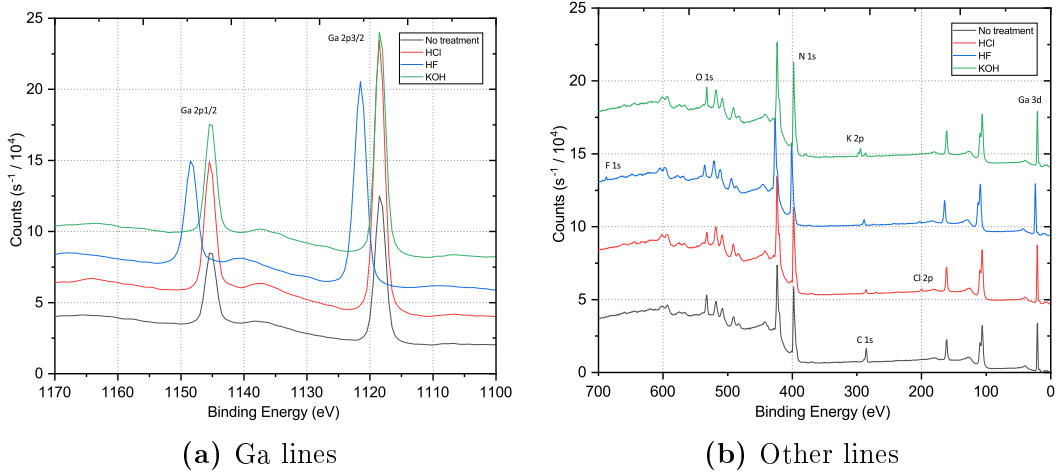 25
20
15
10
5
0
Counts (s⁻¹ / 10⁴)
Ga 2p1/2
Ga 2p3/2
No treatment
HCl
HF
KOH
1170 1160 1150 1140 1130 1120 1110 1100
Binding Energy (eV)
(a) Ga lines
25
20
15
10
5
0
Counts (s⁻¹ / 10⁴)
No treatment
HCl
HF
KOH
N 1s
O 1s
Ga 3d
K 2p
F 1s
Cl 2p
C 1s
700 600 500 400 300 200 100 0
Binding Energy (eV)
(b) Other lines